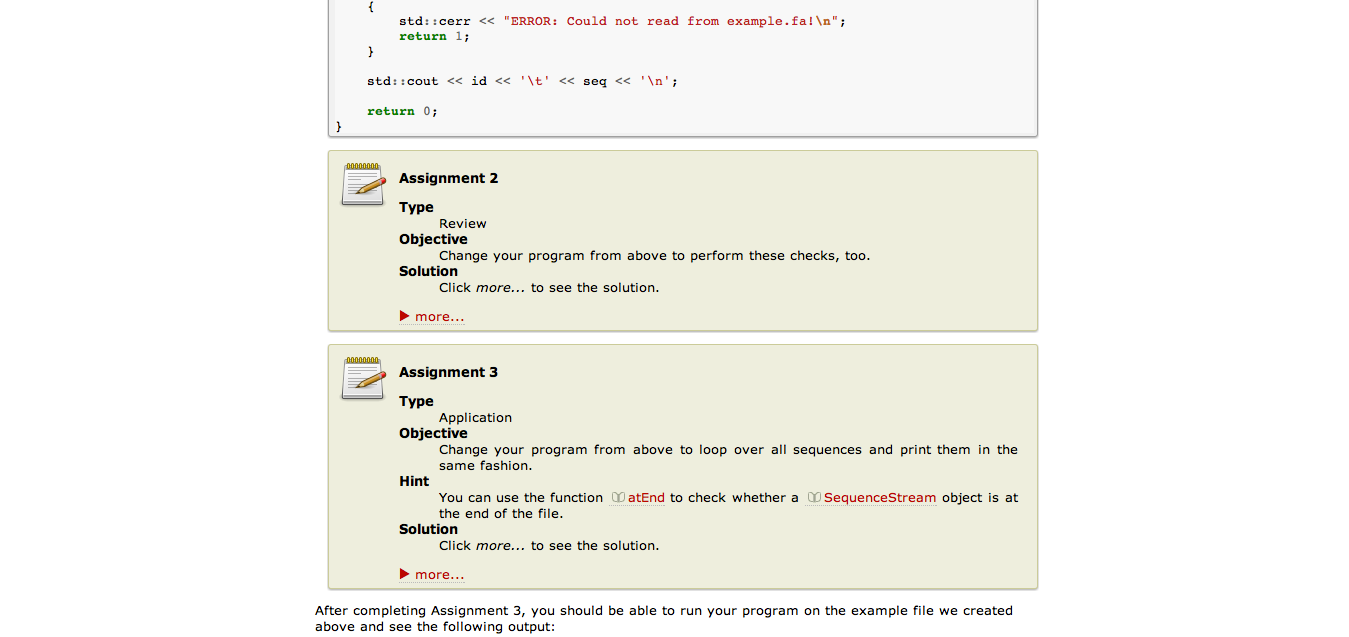 {
std::cerr << "ERROR: Could not read from example.fa!\n";
return 1;
}
std::cout << id << '\t' << seq << '\n';
return 0;
}
Assignment 2
Type
Review
Objective
Change your program from above to perform these checks, too.
Solution
Click more... to see the solution.
more...
Assignment 3
Type
Application
Objective
Change your program from above to loop over all sequences and print them in the
same fashion.
Hint
You can use the function atEnd to check whether a SequenceStream object is at
the end of the file.
Solution
Click more... to see the solution.
more...
After completing Assignment 3, you should be able to run your program on the example file we created
above and see the following output: